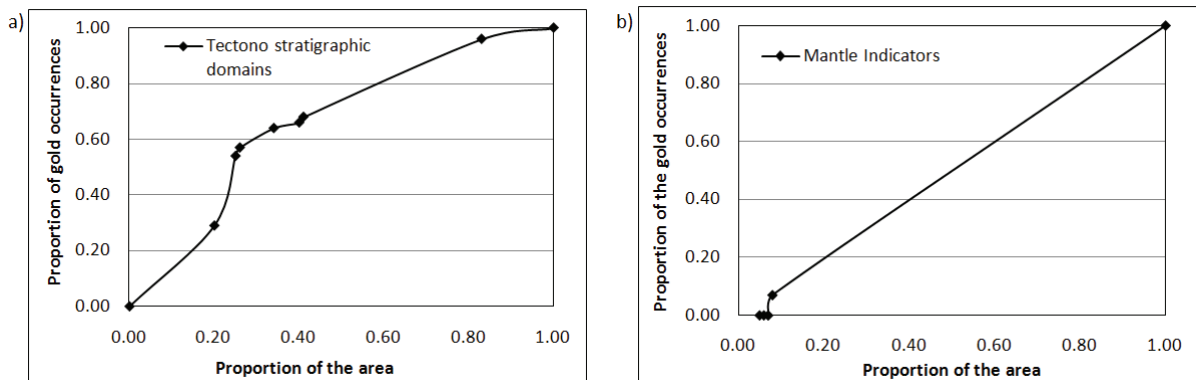 a)
1.00
0.80
0.60
0.40
0.20
0.00
Proportion of gold occurrences
Tectono stratigraphic
domains
0.00 0.20 0.40 0.60 0.80 1.00
Proportion of the area
b)
1.00
0.80
0.60
0.40
0.20
0.00
Proportion of the gold occurrences
Mantle Indicators
0.00 0.20 0.40 0.60 0.80 1.00
Proportion of the area